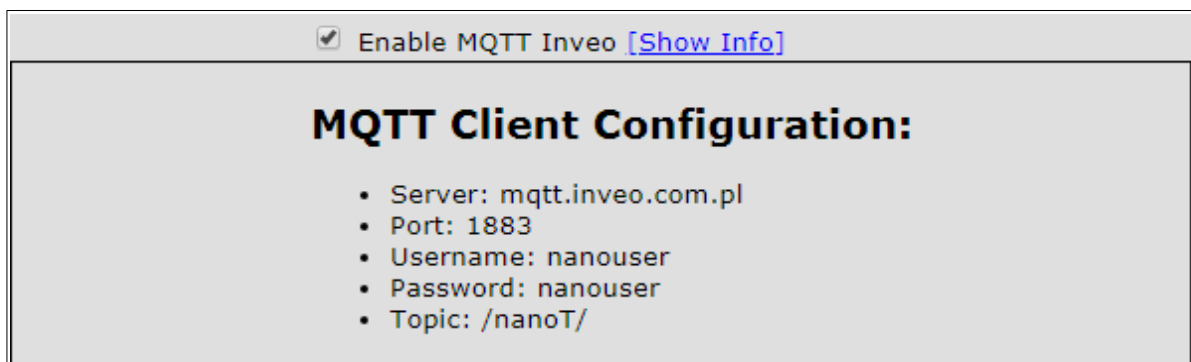 Enable MQTT Inveo [Show Info]
MQTT Client Configuration:
• Server: mqtt.inveo.com.pl
• Port: 1883
• Username: nanouser
• Password: nanouser
• Topic: /nanoT/